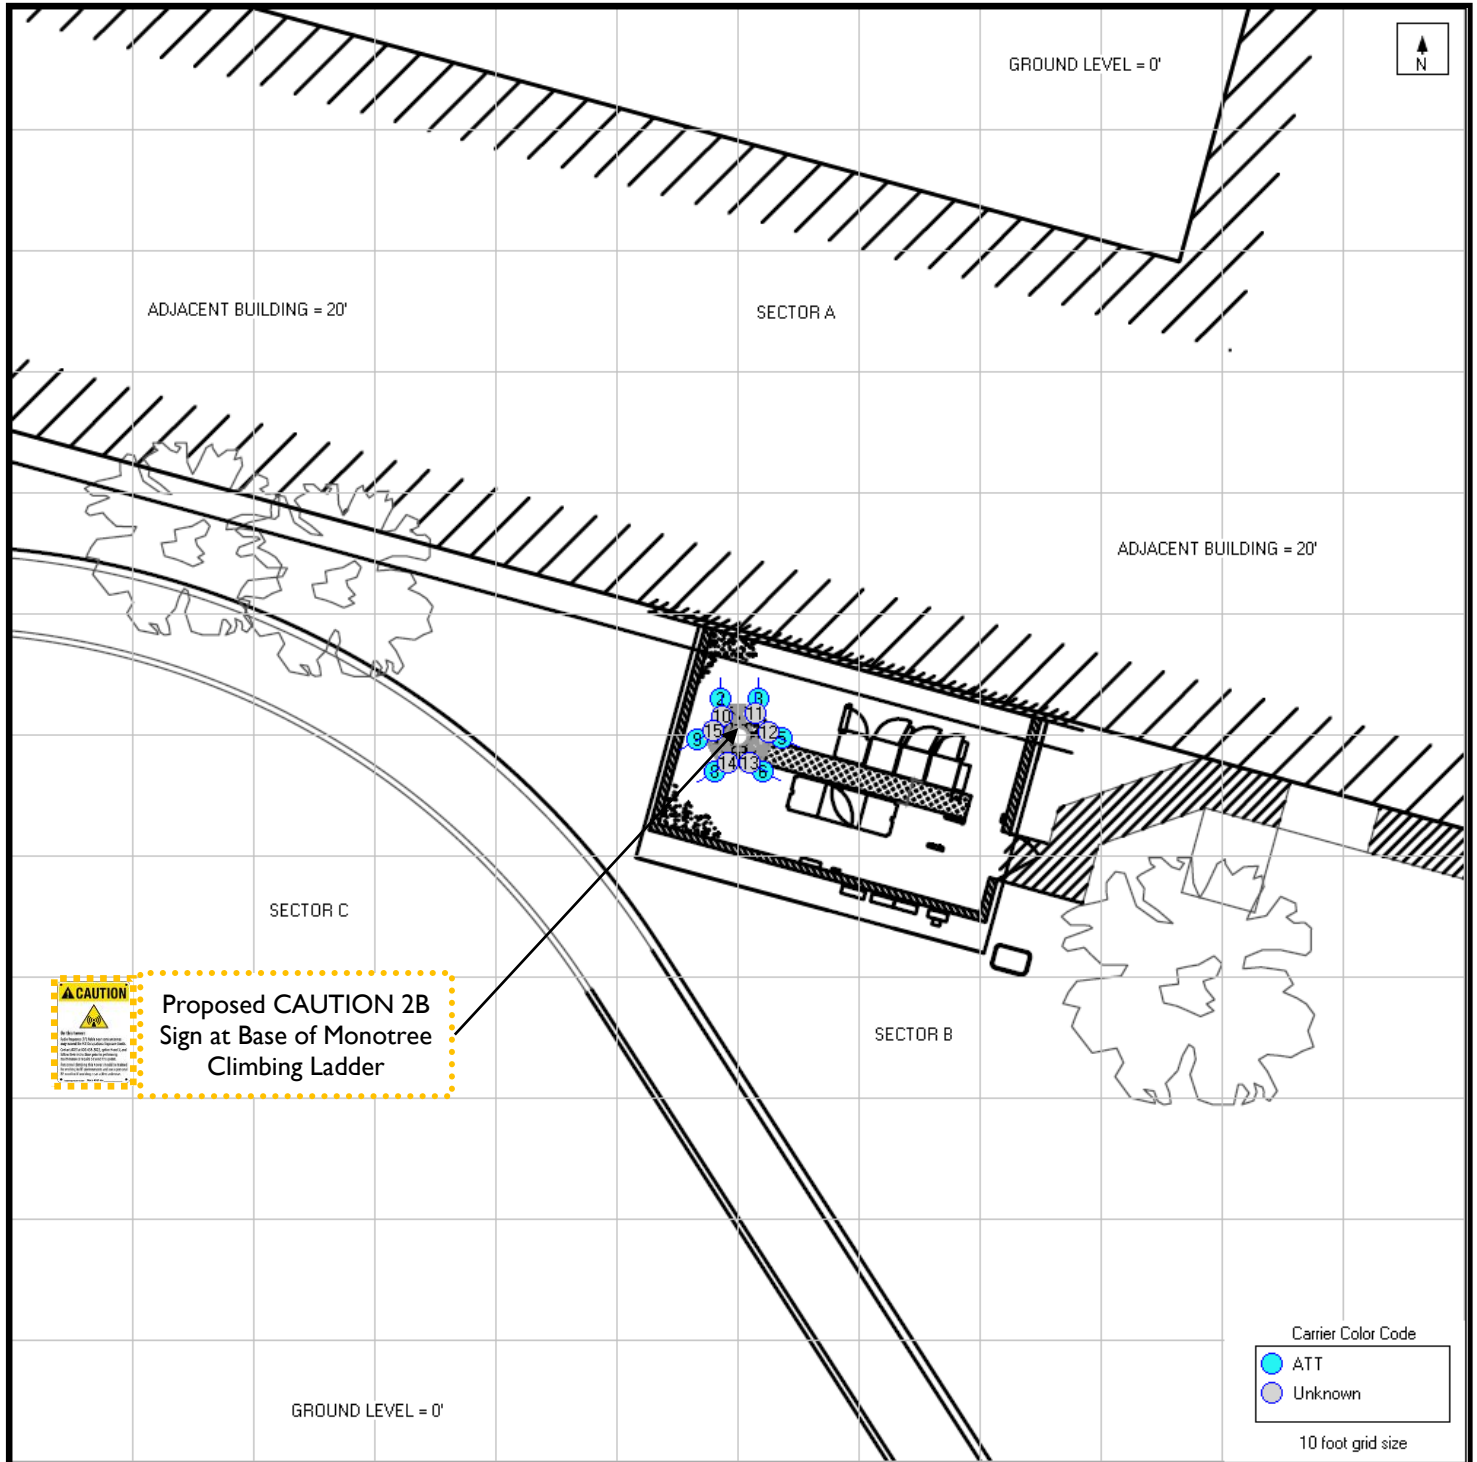 GROUND LEVEL = 0'
N
ADJACENT BUILDING = 20'
SECTOR A
ADJACENT BUILDING = 20'
2
10
11
15
12
9
5
14
13
8
6
SECTOR C
CAUTION
Proposed CAUTION 2B
Sign at Base of Monotree
Climbing Ladder
SECTOR B
Carrier Color Code
ATT
Unknown
GROUND LEVEL = 0'
10 foot grid size